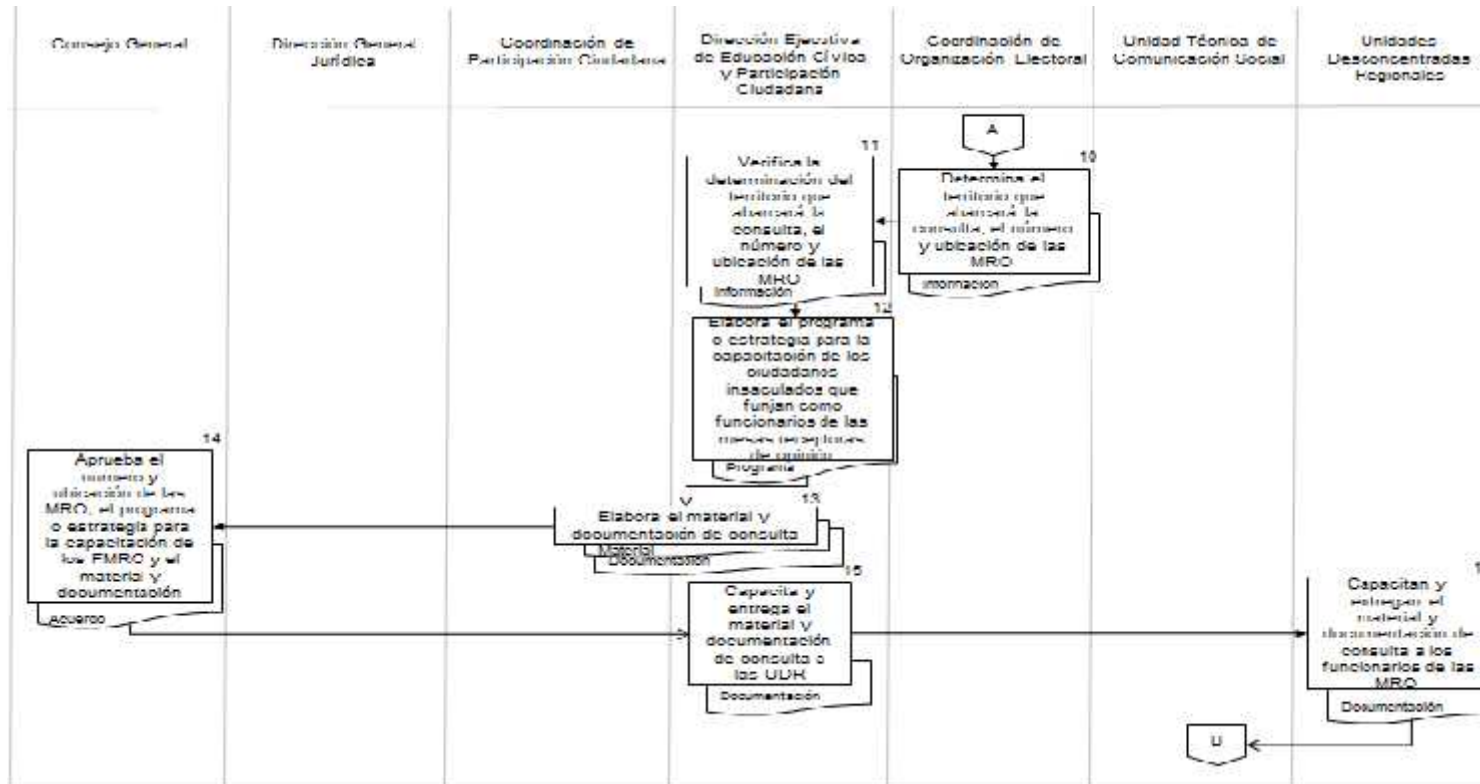 Consejo General
Dirección General
Jurídica
Coordinación de
Participación Ciudadana
Dirección Ejecutiva
de Educación Cívica
y Participación
Ciudadana
Coordinación de
Organización Electoral
Unidad Técnica de
Comunicación Social
Unidades
Desconcentradas
Regionales
A
10
Determina el
territorio que
abarcará la
consulta, el número
y ubicación de las
MRO
Información
11
Verifica la
determinación del
territorio que
abarcará la
consulta, el
número y
ubicación de las
MRO
Información
12
Elabora el programa
o estrategia para la
capacitación de los
ciudadanos
insaculados que
funjan como
funcionarios de las
mesas receptoras
de opinión
Programa
13
Elabora el material y
documentación de consulta
Material
Documentación
14
Aprueba el
número y
ubicación de las
MRO, el programa
o estrategia para
la capacitación de
los FMRO y el
material y
documentación
Acuerdo
15
Capacita y
entrega el
material y
documentación
de consulta a
las UDR
Documentación
1
Capacitan y
entregan el
material y
documentación de
consulta a los
funcionarios de las
MRO
Documentación